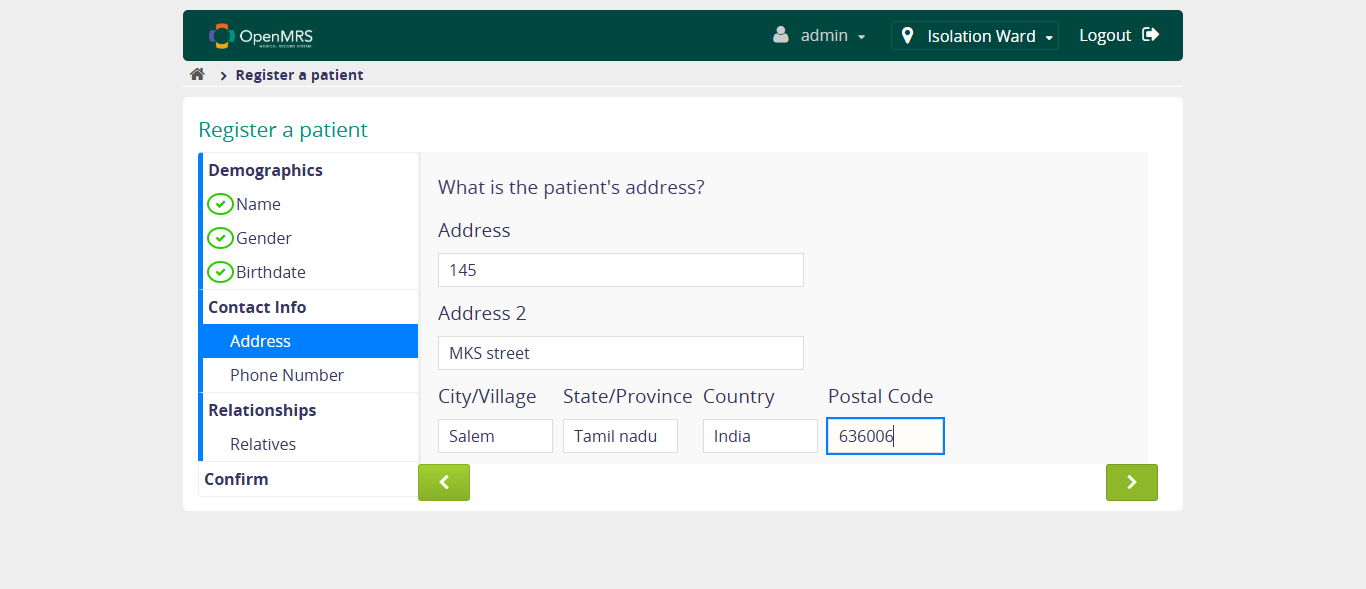 OpenMRS
MEDICAL RECORD SYSTEM
admin
Isolation Ward
Logout
Register a patient
Register a patient
Demographics
Name
Gender
Birthdate
Contact Info
Address
Phone Number
Relationships
Relatives
Confirm
What is the patient's address?
Address
145
Address 2
MKS street
City/Village State/Province Country Postal Code
Salem Tamil nadu India 636006